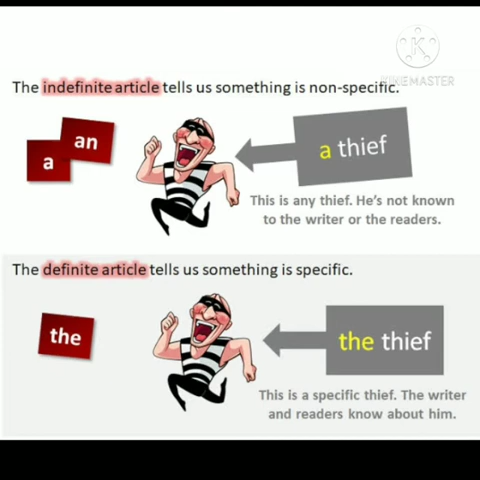 K
KINEMASTER
The indefinite article tells us something is non-specific.
an
a
a thief
This is any thief. He's not known
to the writer or the readers.
The definite article tells us something is specific.
the
the thief
This is a specific thief. The writer
and readers know about him.